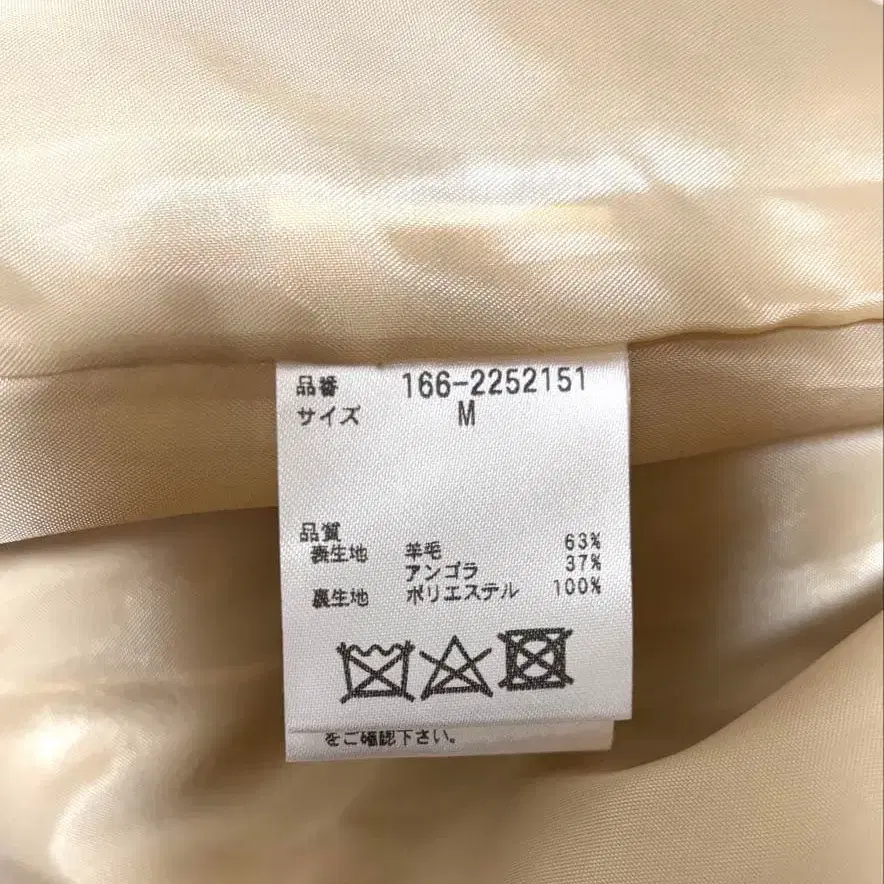 品番 166-2252151
サイズ M
品質
表生地 羊毛 63%
アンゴラ 37%
裏生地 ポリエステル 100%
をご確認下さい。